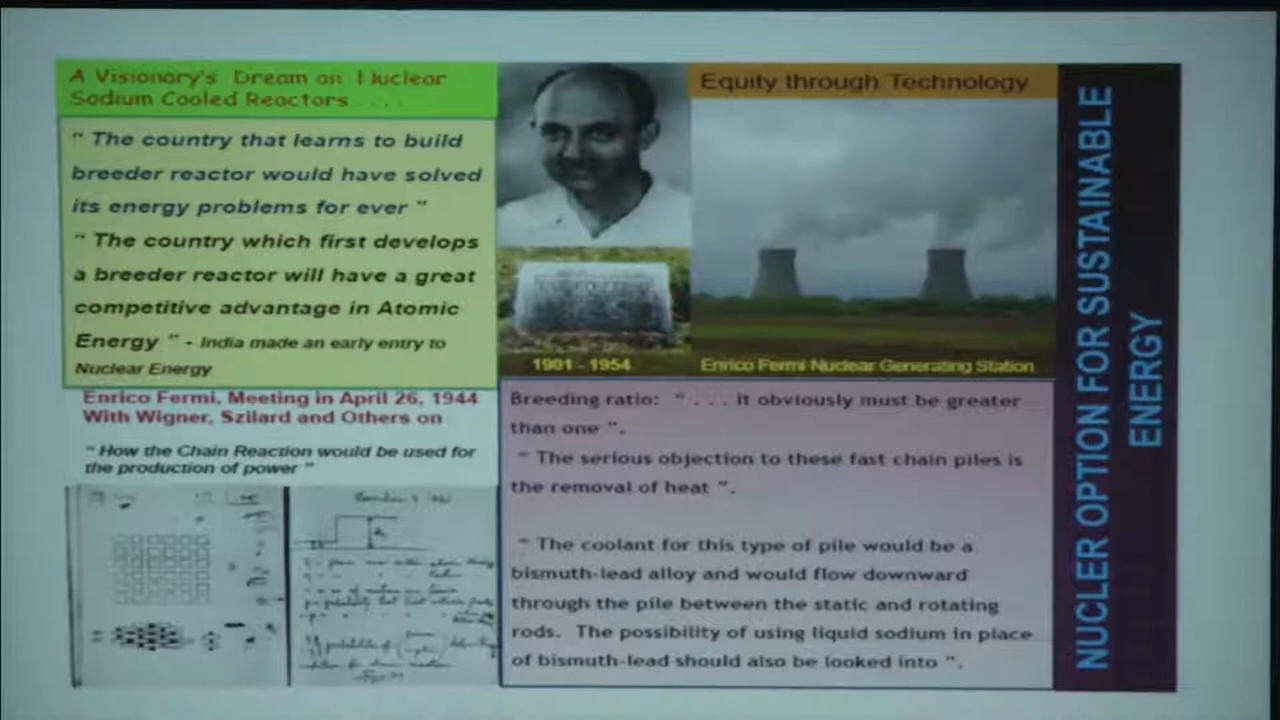 A Visionary's Dream on Nuclear
Sodium Cooled Reactors . . . .
" The country that learns to build
breeder reactor would have solved
its energy problems for ever "
" The country which first develops
a breeder reactor will have a great
competitive advantage in Atomic
Energy " - India made an early entry to
Nuclear Energy
Enrico Fermi, Meeting in April 26, 1944
With Wigner, Szilard and Others on
" How the Chain Reaction would be used for
the production of power "
1901 - 1954
Equity through Technology
Enrico Fermi Nuclear Generating Station
Breeding ratio: " . . . it obviously must be greater
than one ".
" The serious objection to these fast chain piles is
the removal of heat ".
" The coolant for this type of pile would be a
bismuth-lead alloy and would flow downward
through the pile between the static and rotating
rods. The possibility of using liquid sodium in place
of bismuth-lead should also be looked into ".
NUCLER OPTION FOR SUSTAINABLE
ENERGY